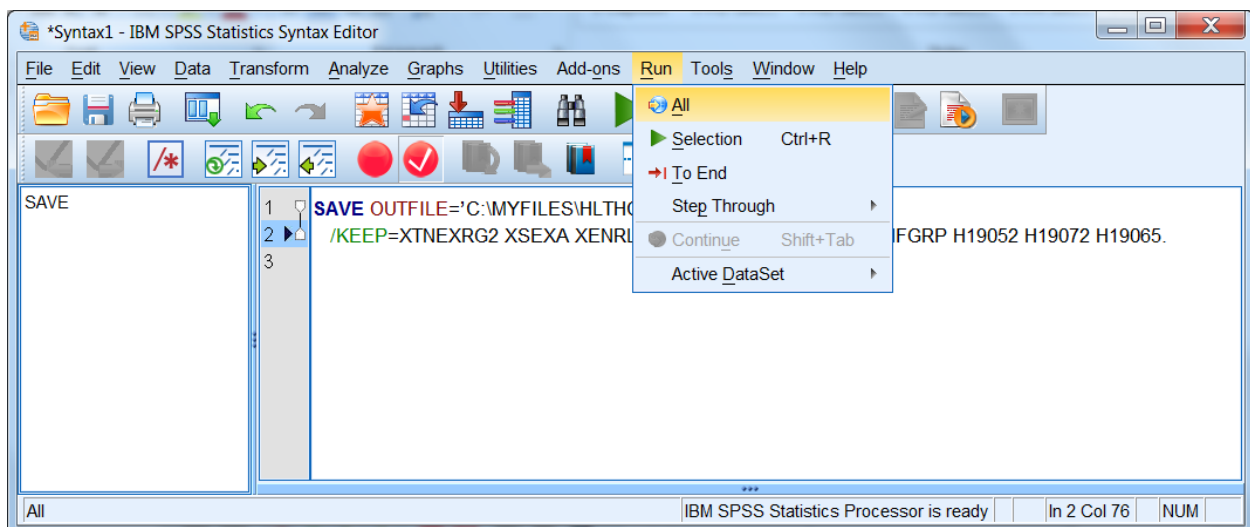 *Syntax1 - IBM SPSS Statistics Syntax Editor
File Edit View Data Transform Analyze Graphs Utilities Add-ons Run Tools Window Help
All
Selection Ctrl+R
To End
Step Through
Continue Shift+Tab
Active DataSet
SAVE
1 SAVE OUTFILE='C:\MYFILES\HLTH
2 /KEEP=XTNEXRG2 XSEXA XENRL FGRP H19052 H19072 H19065.
3
All IBM SPSS Statistics Processor is ready In 2 Col 76 NUM